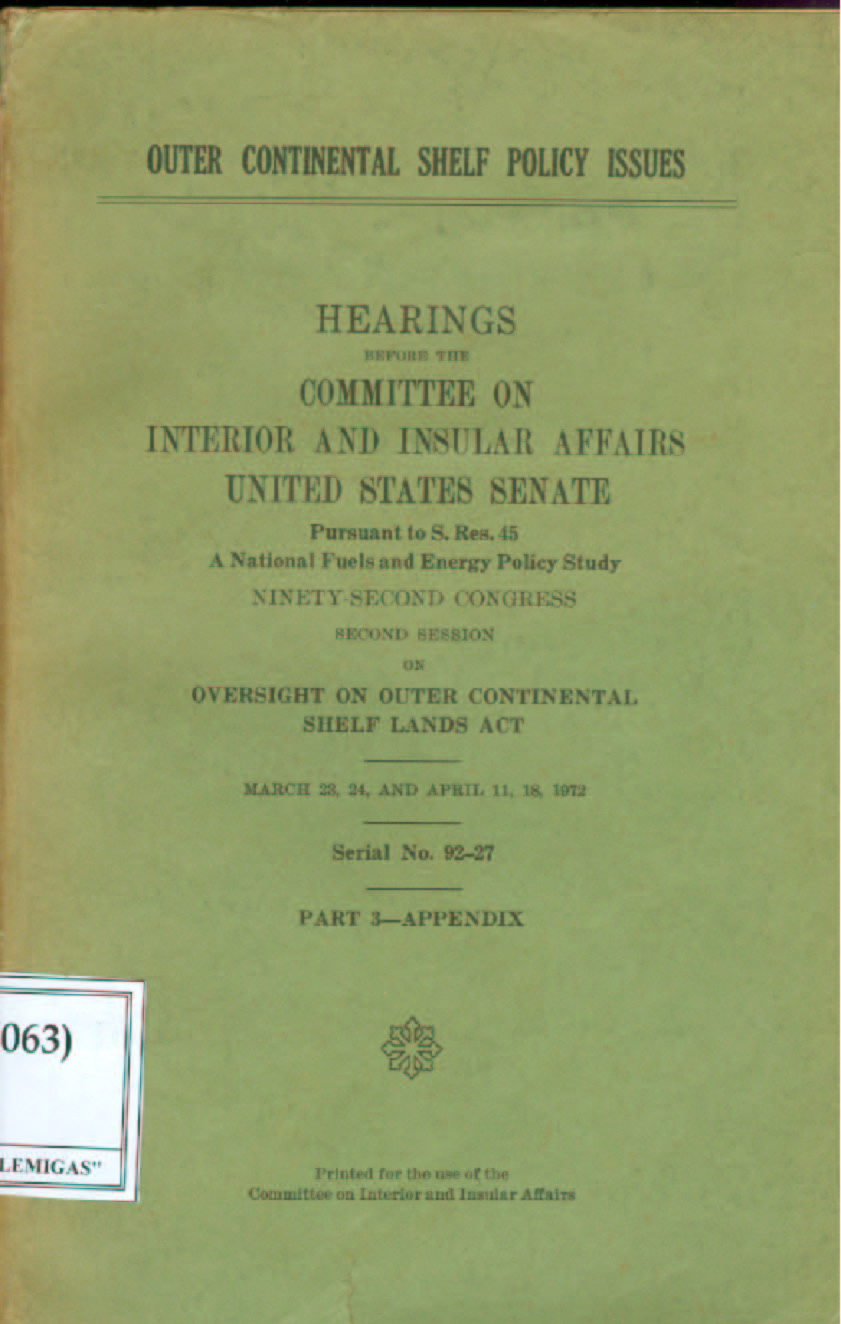 OUTER CONTINENTAL SHELF POLICY ISSUES
HEARINGS
BEFORE THE
COMMITTEE ON
INTERIOR AND INSULAR AFFAIRS
UNITED STATES SENATE
Pursuant to S. Res. 45
A National Fuels and Energy Policy Study
NINETY-SECOND CONGRESS
SECOND SESSION
ON
OVERSIGHT ON OUTER CONTINENTAL
SHELF LANDS ACT
MARCH 23, 24, AND APRIL 11, 18, 1972
Serial No. 92–27
PART 3—APPENDIX
063)
LEMIGAS"
Printed for the use of the
Committee on Interior and Insular Affairs